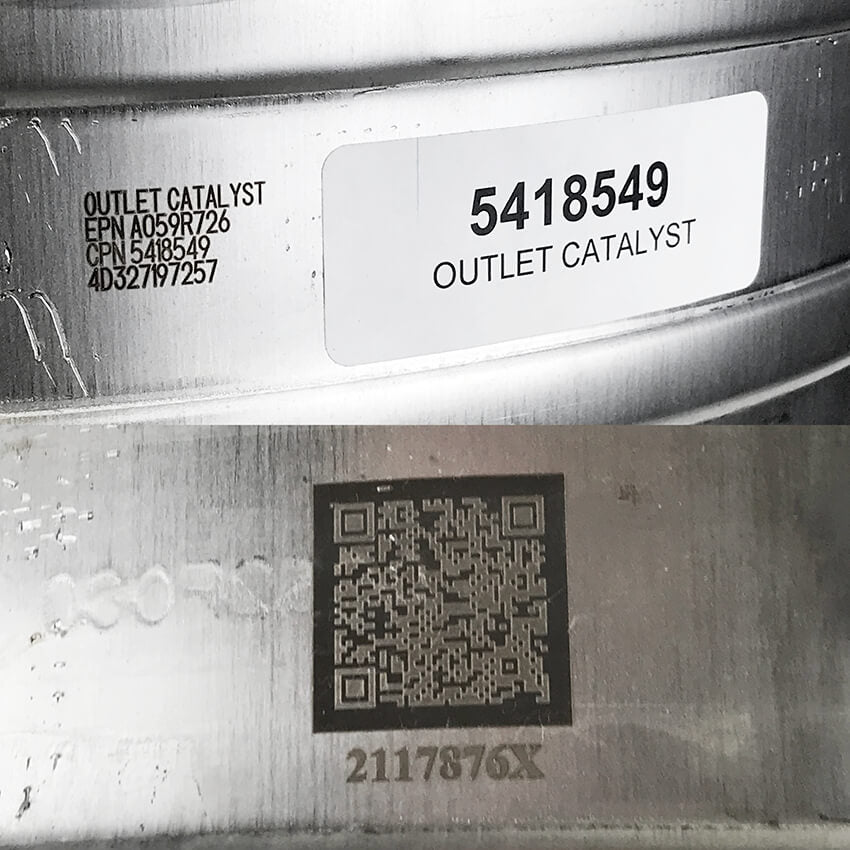 OUTLET CATALYST
EPN A059R726
CPN 5418549
4D327197257
5418549
OUTLET CATALYST
2117876X